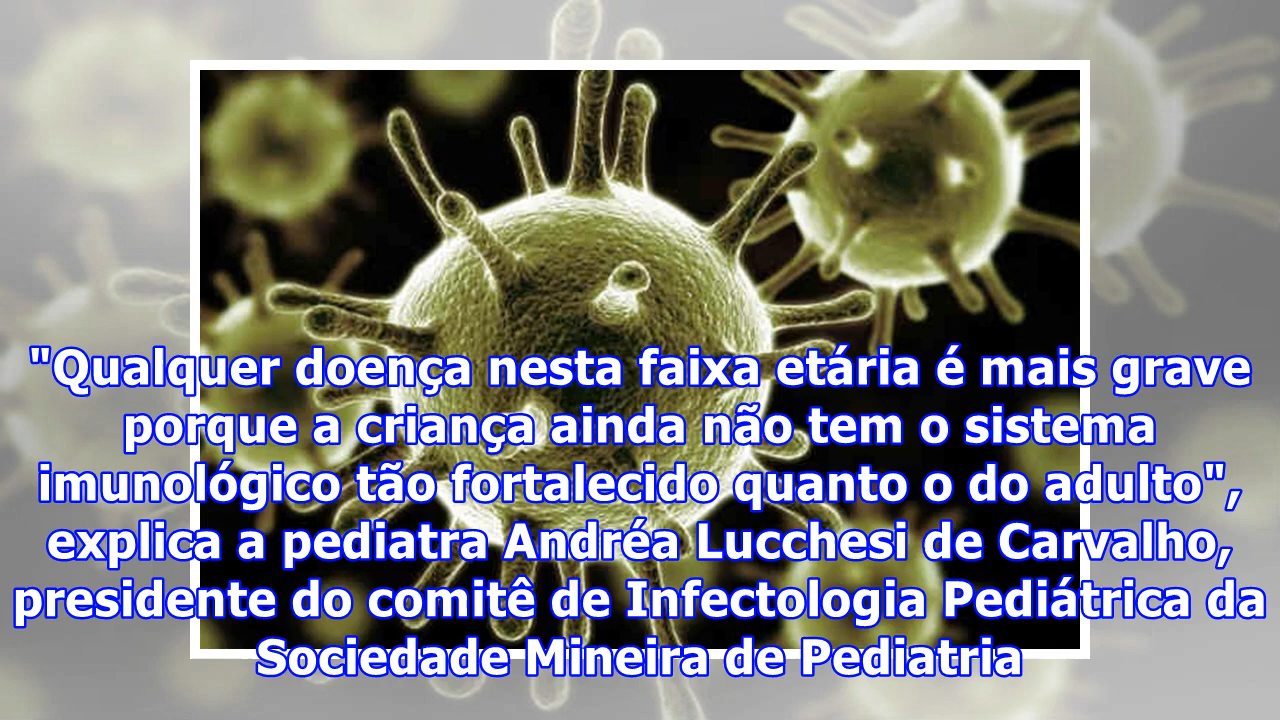 "Qualquer doença nesta faixa etária é mais grave
porque a criança ainda não tem o sistema
imunológico tão fortalecido quanto o do adulto",
explica a pediatra Andréa Lucchesi de Carvalho,
presidente do comitê de Infectologia Pediátrica da
Sociedade Mineira de Pediatria